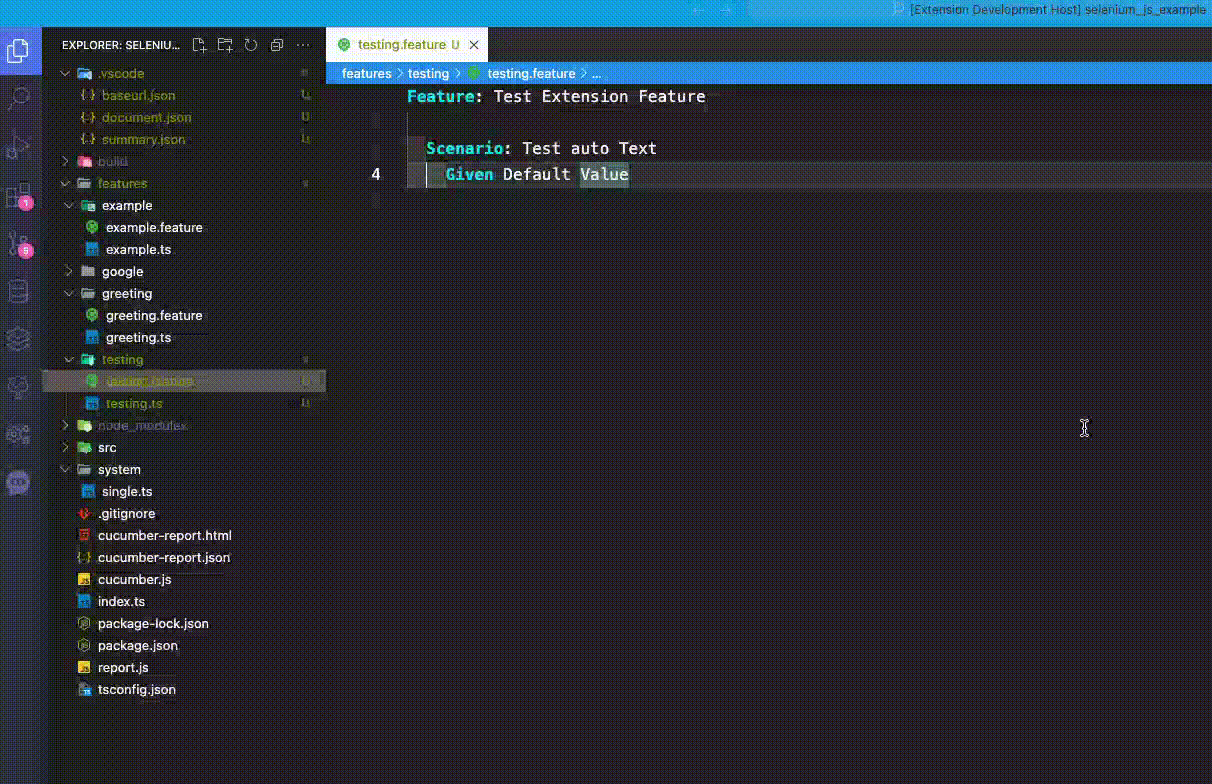 [Extension Development Host] selenium_js_example
EXPLORER: SELENIU...
testing.feature U
features > testing > testing.feature > ...
.vscode
baseurl.json
document.json U
summary.json
build
features
example
example.feature
example.ts
google
greeting
greeting.feature
greeting.ts
testing
testing.feature
testing.ts U
node_modules
src
system
single.ts
.gitignore
cucumber-report.html
cucumber-report.json
cucumber.js
index.ts
package-lock.json
package.json
report.js
tsconfig.json
Feature: Test Extension Feature
Scenario: Test auto Text
4 Given Default Value